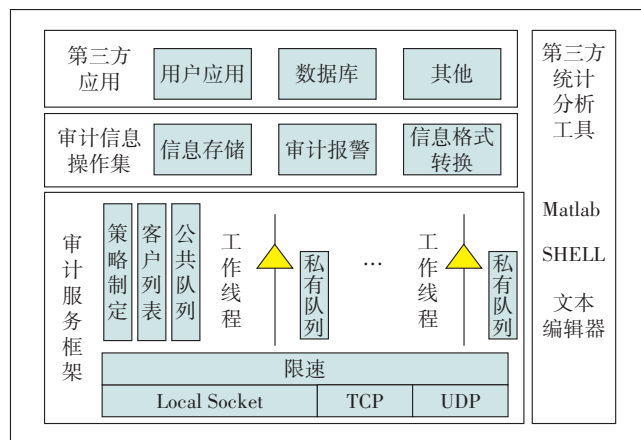 第三方
应用
用户应用
数据库
其他
审计信息
操作集
信息存储
审计报警
信息格式
转换
审计服务框架
策略制定
客户列表
公共队列
工作线程
私有队列
…
工作线程
私有队列
限速
Local Socket
TCP
UDP
第三方
统计
分析
工具
Matlab
SHELL
文本
编辑器